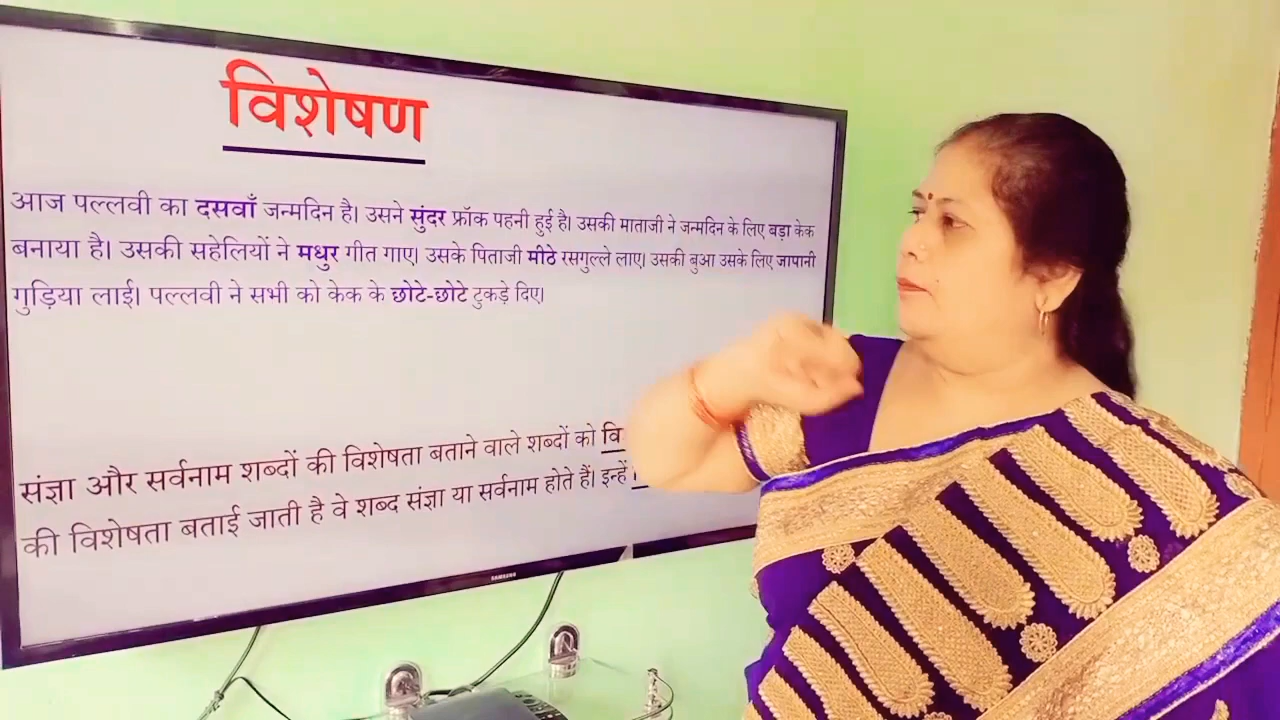 विशेषण
आज पल्लवी का दसवाँ जन्मदिन है। उसने सुंदर फ्रॉक पहनी हुई है। उसकी माताजी ने जन्मदिन के लिए बड़ा केक
बनाया है। उसकी सहेलियों ने मधुर गीत गाए। उसके पिताजी मीठे रसगुल्ले लाए। उसकी बुआ उसके लिए जापानी
गुड़िया लाई। पल्लवी ने सभी को केक के छोटे-छोटे टुकड़े दिए।
संज्ञा और सर्वनाम शब्दों की विशेषता बताने वाले शब्दों को
की विशेषता बताई जाती है वे शब्द संज्ञा या सर्वनाम होते हैं। इन्हें
SAMSUNG